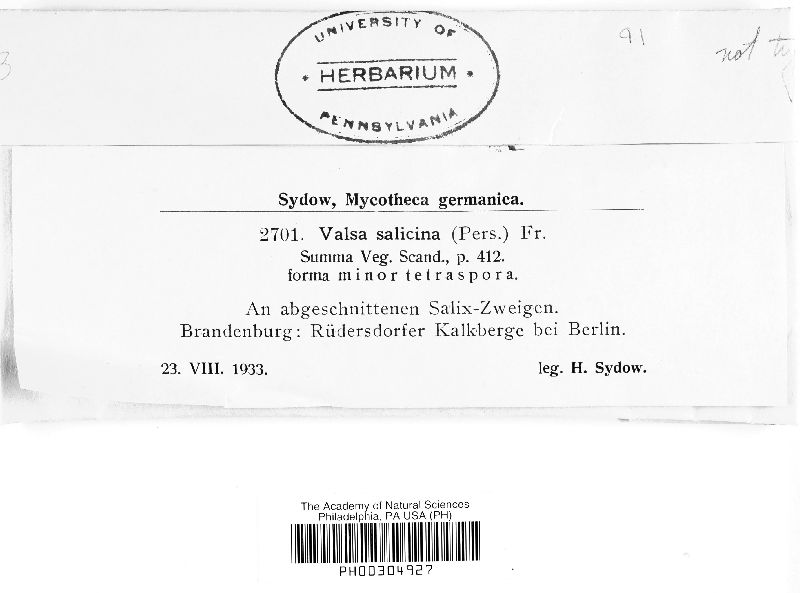 UNIVERSITY OF
HERBARIUM
PENNSYLVANIA
91
not
3
Sydow, Mycotheca germanica.
2701. Valsa salicina (Pers.) Fr.
Summa Veg. Scand., p. 412.
forma minor tetraspora.
An abgeschnittenen Salix-Zweigen.
Brandenburg: Rüdersdorfer Kalkberge bei Berlin.
23. VIII. 1933. leg. H. Sydow.
The Academy of Natural Sciences
Philadelphia, PA USA (PH)
PH00304927